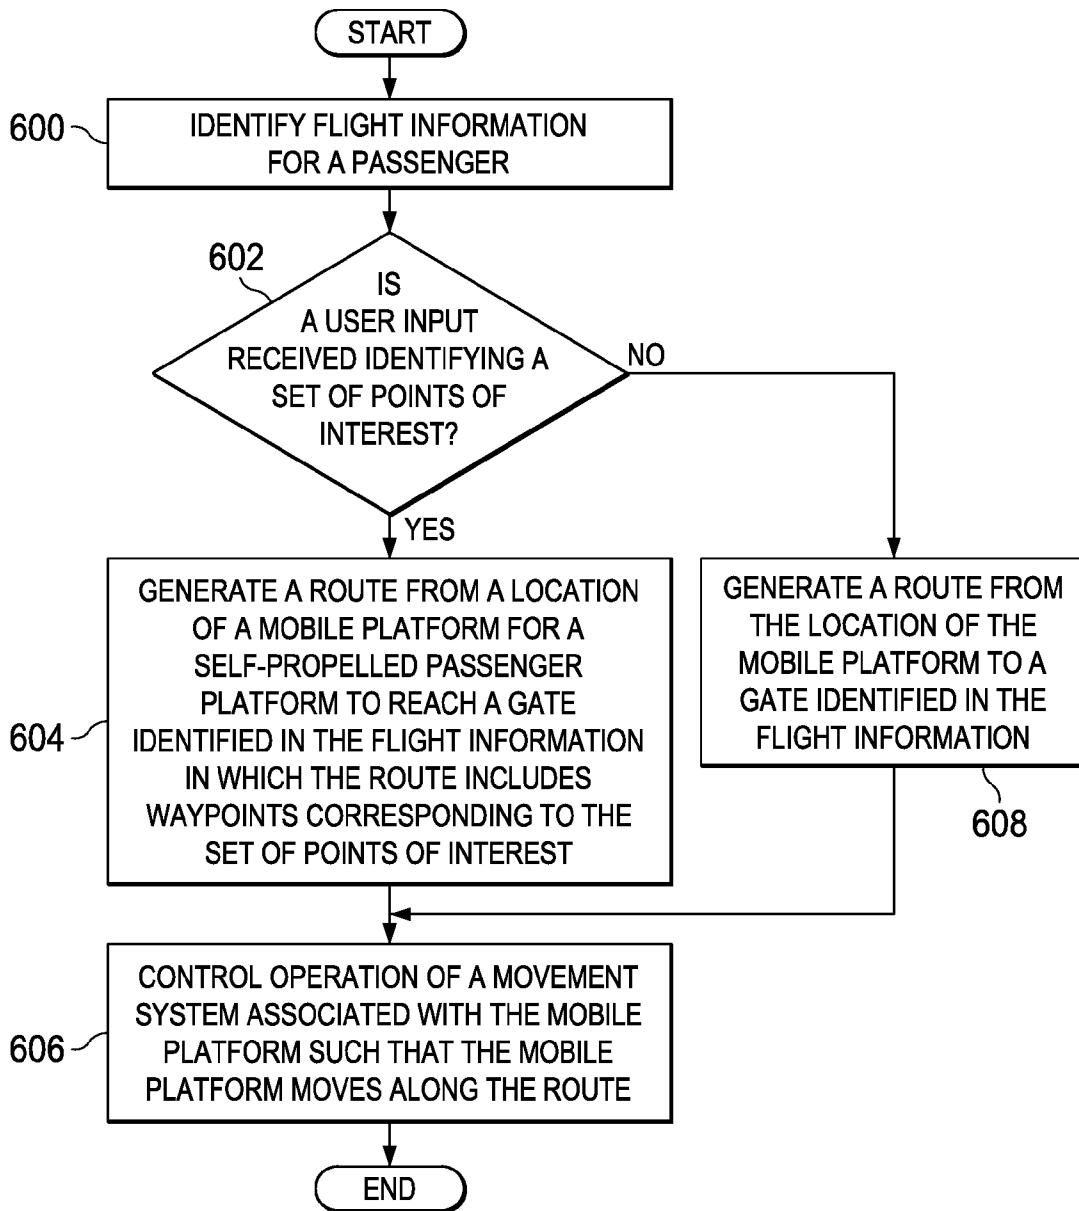 START
600
IDENTIFY FLIGHT INFORMATION
FOR A PASSENGER
602
IS
A USER INPUT
RECEIVED IDENTIFYING A
SET OF POINTS OF
INTEREST?
NO
YES
604
GENERATE A ROUTE FROM A LOCATION
OF A MOBILE PLATFORM FOR A
SELF-PROPELLED PASSENGER
PLATFORM TO REACH A GATE
IDENTIFIED IN THE FLIGHT INFORMATION
IN WHICH THE ROUTE INCLUDES
WAYPOINTS CORRESPONDING TO THE
SET OF POINTS OF INTEREST
GENERATE A ROUTE FROM
THE LOCATION OF THE
MOBILE PLATFORM TO A
GATE IDENTIFIED IN THE
FLIGHT INFORMATION
608
606
CONTROL OPERATION OF A MOVEMENT
SYSTEM ASSOCIATED WITH THE MOBILE
PLATFORM SUCH THAT THE MOBILE
PLATFORM MOVES ALONG THE ROUTE
END